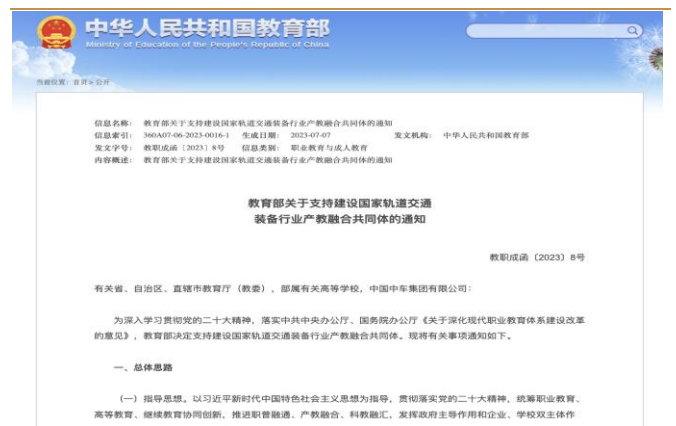 中华人民共和国教育部
Ministry of Education of the People's Republic of China
当前位置：首页>公开
信息名称： 教育部关于支持建设国家轨道交通装备行业产教融合共同体的通知
信息索引： 360A07-06-2023-0016-1 生成日期： 2023-07-07 发文机构： 中华人民共和国教育部
发文字号： 教职成函〔2023〕8号 信息类别： 职业教育与成人教育
内容概述： 教育部关于支持建设国家轨道交通装备行业产教融合共同体的通知
教育部关于支持建设国家轨道交通
装备行业产教融合共同体的通知
教职成函〔2023〕8号
有关省、自治区、直辖市教育厅（教委），部属有关高等学校，中国中车集团有限公司：
为深入学习贯彻党的二十大精神，落实中共中央办公厅、国务院办公厅《关于深化现代职业教育体系建设改革
的意见》，教育部决定支持建设国家轨道交通装备行业产教融合共同体。现将有关事项通知如下。
一、总体思路
（一）指导思想。以习近平新时代中国特色社会主义思想为指导，贯彻落实党的二十大精神，统筹职业教育、
高等教育、继续教育协同创新，推进职普融通、产教融合、科教融汇，发挥政府主导作用和企业、学校双主体作